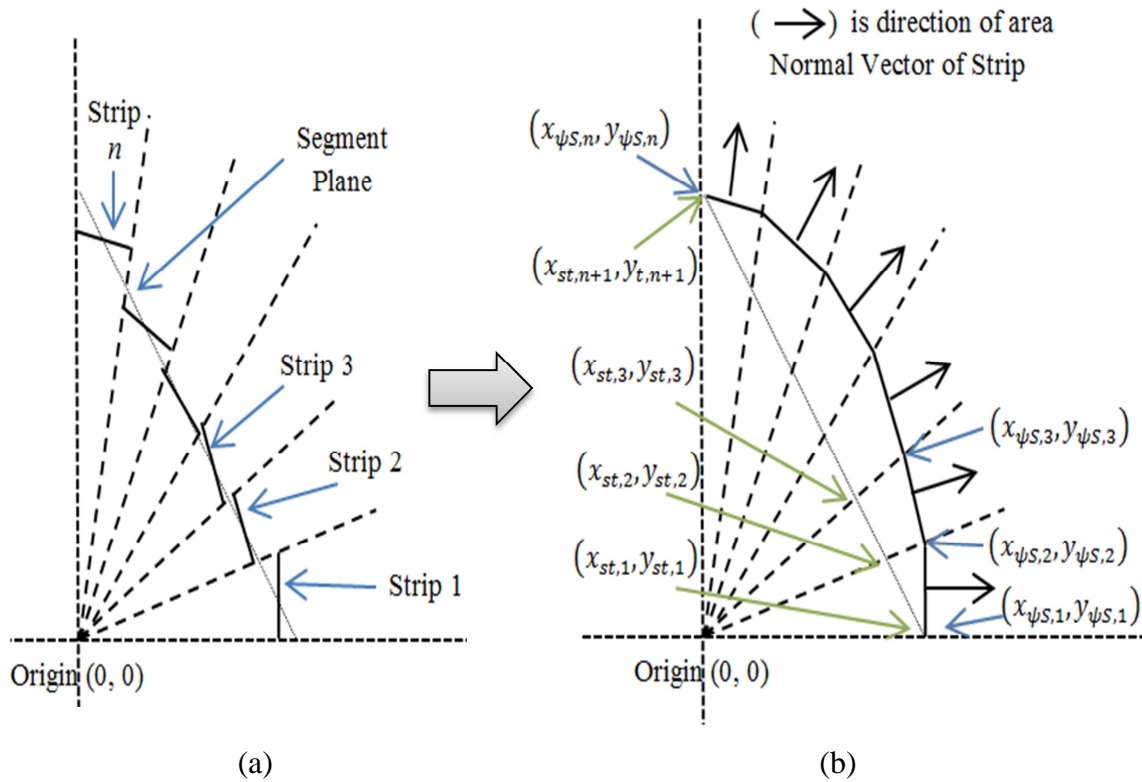 Strip
n
Segment
Plane
Strip 3
Strip 2
Strip 1
Origin (0, 0)
(a)
( → ) is direction of area
Normal Vector of Strip
(x_{ψS,n}, y_{ψS,n})
(x_{st,n+1}, y_{t,n+1})
(x_{st,3}, y_{st,3})
(x_{st,2}, y_{st,2})
(x_{st,1}, y_{st,1})
(x_{ψS,3}, y_{ψS,3})
(x_{ψS,2}, y_{ψS,2})
(x_{ψS,1}, y_{ψS,1})
Origin (0, 0)
(b)